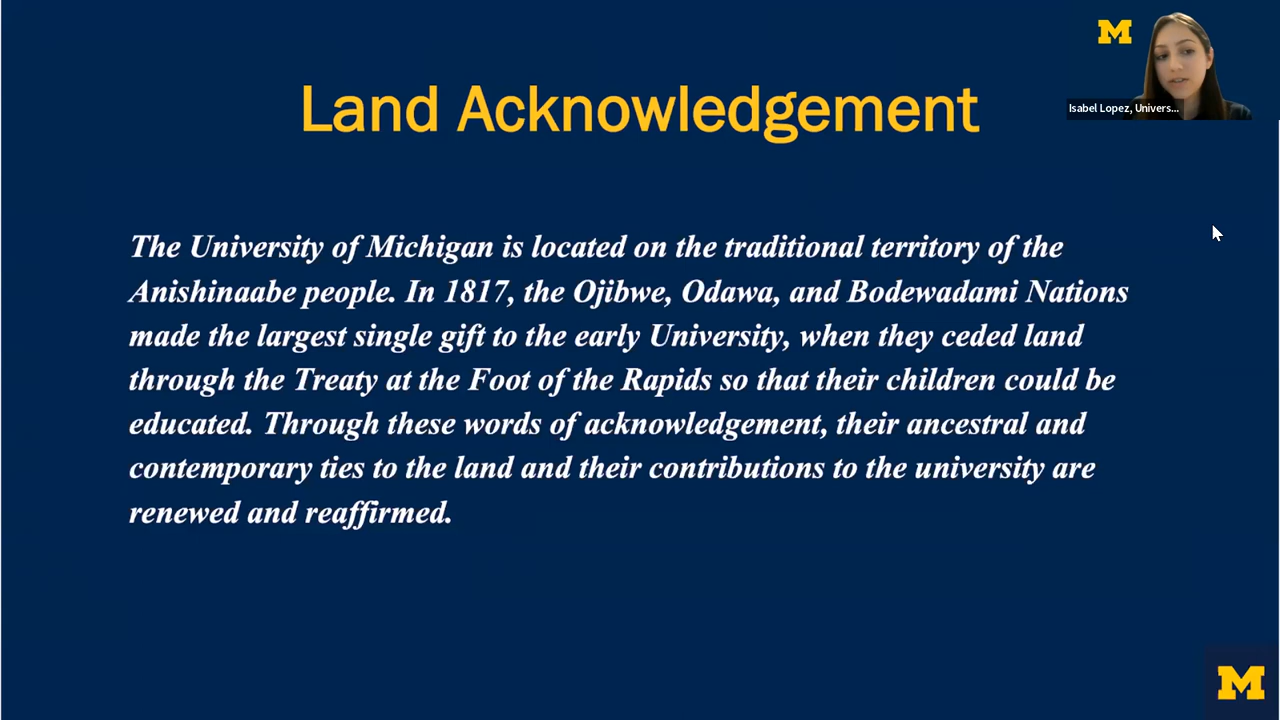 M
Isabel Lopez, Univers...
Land Acknowledgement
The University of Michigan is located on the traditional territory of the
Anishinaabe people. In 1817, the Ojibwe, Odawa, and Bodewadami Nations
made the largest single gift to the early University, when they ceded land
through the Treaty at the Foot of the Rapids so that their children could be
educated. Through these words of acknowledgement, their ancestral and
contemporary ties to the land and their contributions to the university are
renewed and reaffirmed.
M